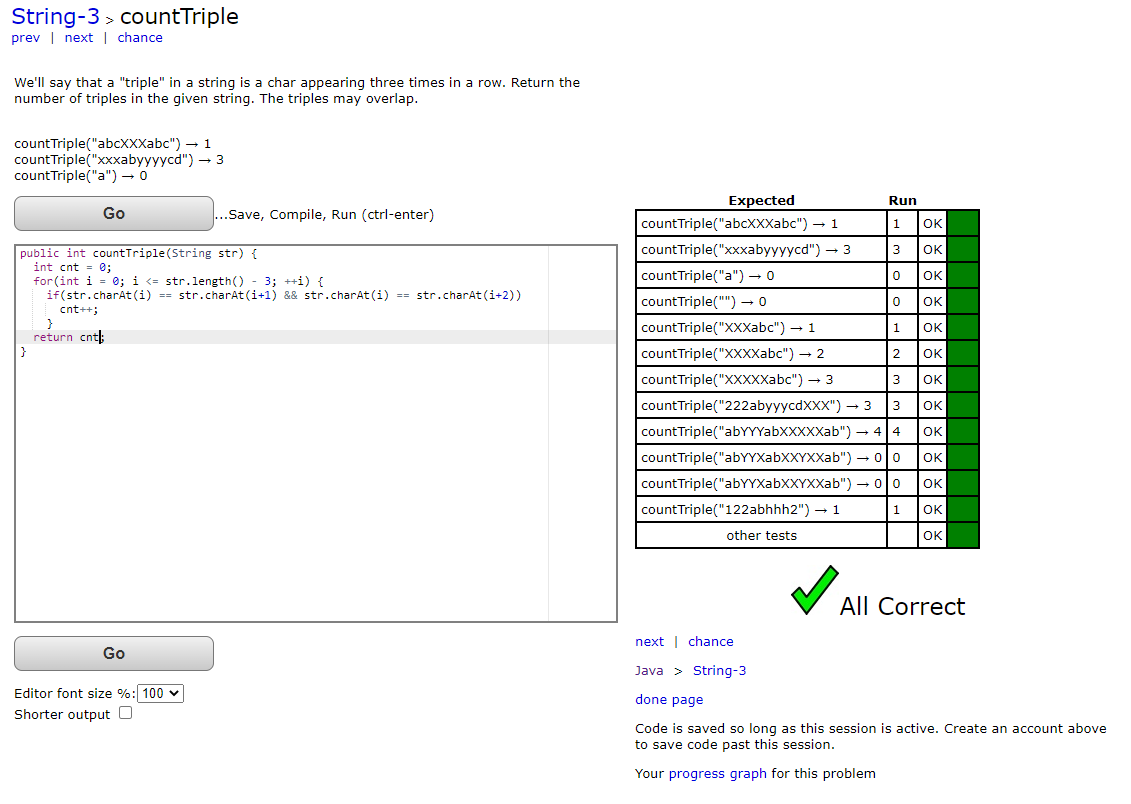 String-3 > countTriple
prev | next | chance
We'll say that a "triple" in a string is a char appearing three times in a row. Return the
number of triples in the given string. The triples may overlap.
countTriple("abcXXXabc") → 1
countTriple("xxxabyyyycd") → 3
countTriple("a") → 0
Go
...Save, Compile, Run (ctrl-enter)
public int countTriple(String str) {
  int cnt = 0;
  for(int i = 0; i <= str.length() - 3; ++i) {
    if(str.charAt(i) == str.charAt(i+1) && str.charAt(i) == str.charAt(i+2))
      cnt++;
    }
  return cnt;
}
Go
Editor font size %: 100
Shorter output
Expected Run
countTriple("abcXXXabc") → 1 1 OK
countTriple("xxxabyyyycd") → 3 3 OK
countTriple("a") → 0 0 OK
countTriple("") → 0 0 OK
countTriple("XXXabc") → 1 1 OK
countTriple("XXXXabc") → 2 2 OK
countTriple("XXXXXabc") → 3 3 OK
countTriple("222abyyycdXXX") → 3 3 OK
countTriple("abYYYabXXXXXab") → 4 4 OK
countTriple("abYYXabXXYXXab") → 0 0 OK
countTriple("abYYXabXXYXXab") → 0 0 OK
countTriple("122abhhh2") → 1 1 OK
other tests OK
All Correct
next | chance
Java > String-3
done page
Code is saved so long as this session is active. Create an account above
to save code past this session.
Your progress graph for this problem